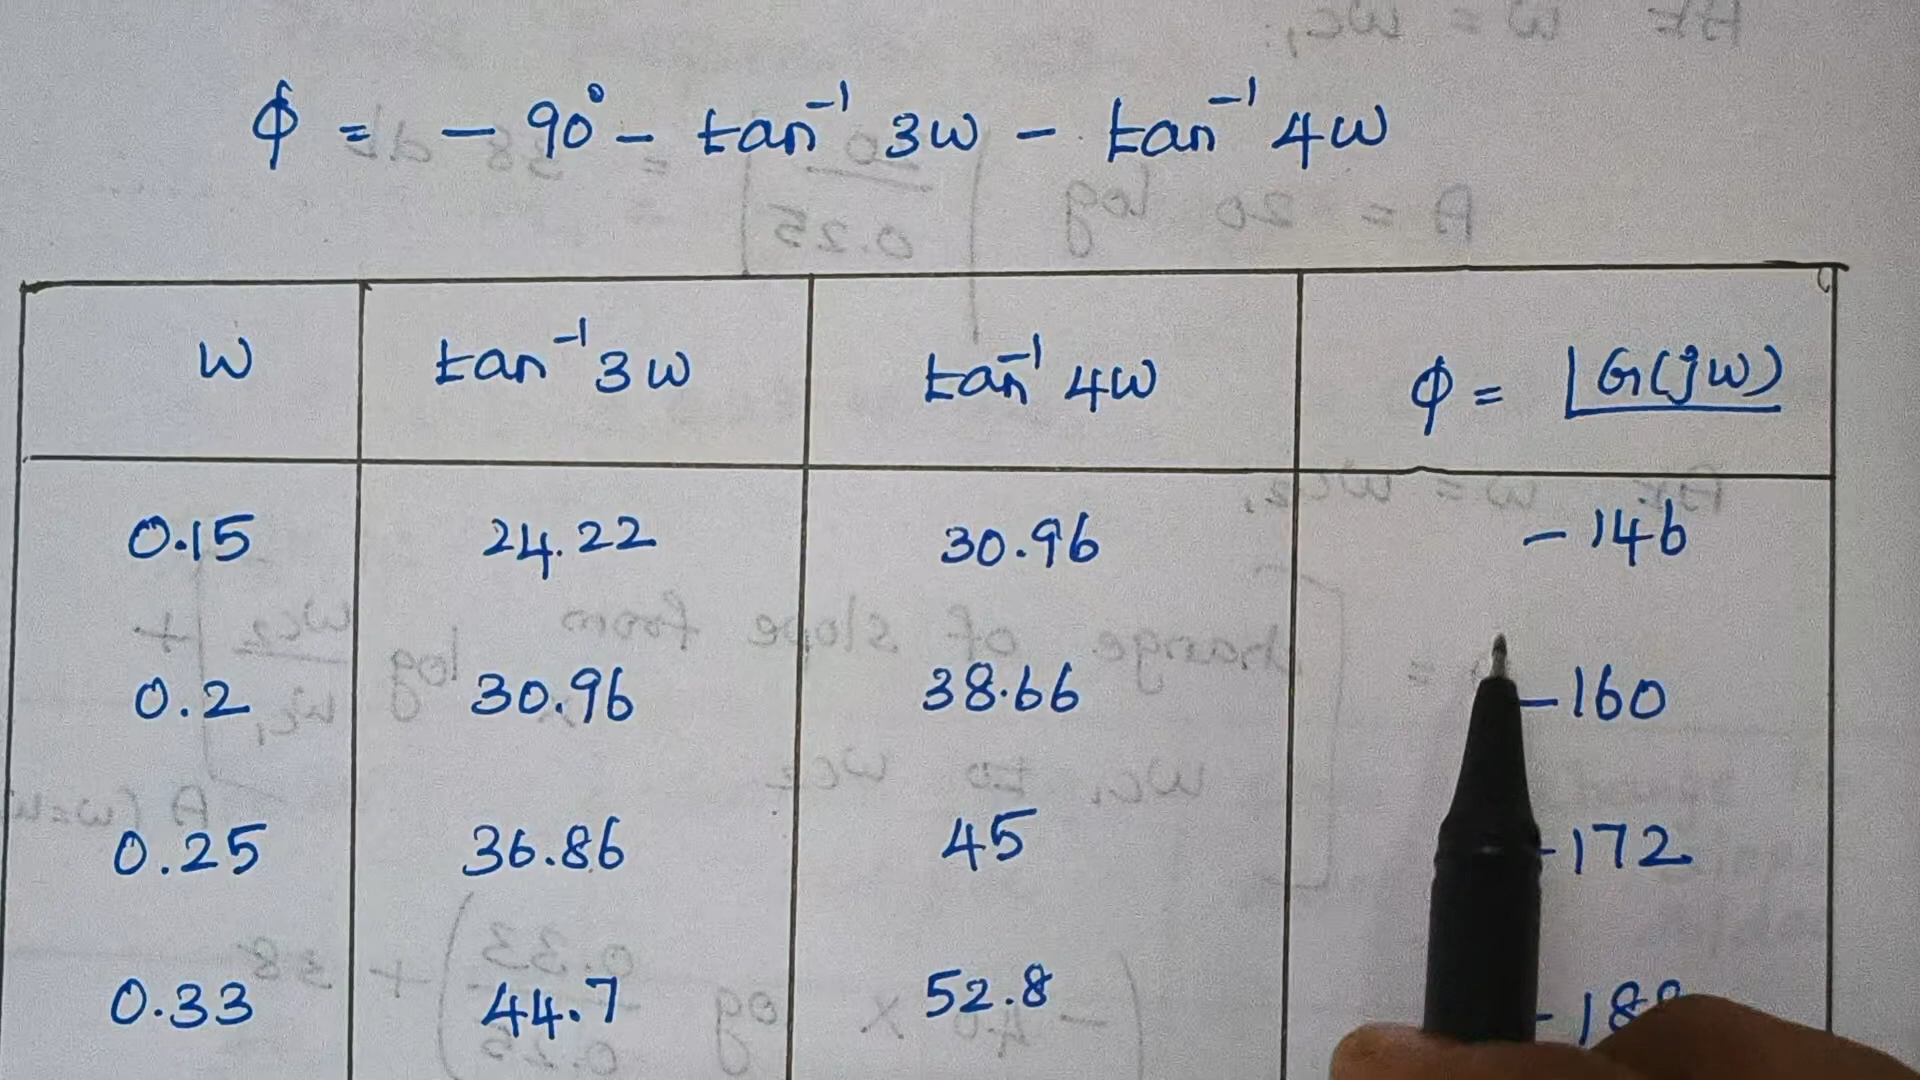 ϕ = - 90° - tan⁻¹ 3ω - tan⁻¹ 4ω
ω tan⁻¹ 3ω tan⁻¹ 4ω ϕ = ∠G(jω)
0.15 24.22 30.96 -146
0.2 30.96 38.66 -160
0.25 36.86 45 -172
0.33 44.7 52.8